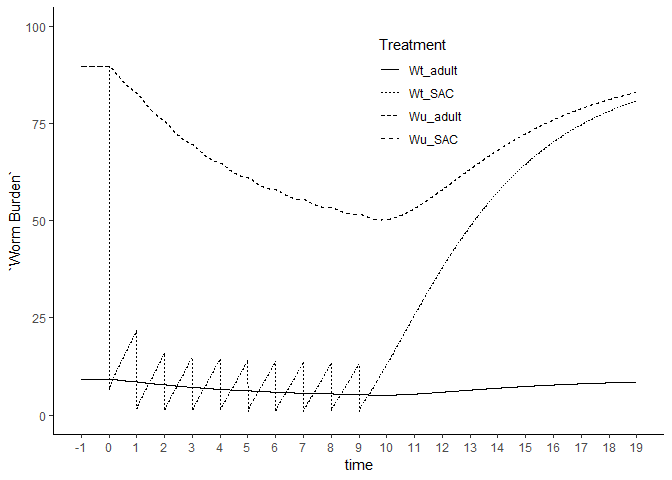 100
75
50
25
0
`Worm Burden`
Treatment
Wt_adult
Wt_SAC
Wu_adult
Wu_SAC
-1 0 1 2 3 4 5 6 7 8 9 10 11 12 13 14 15 16 17 18 19
time